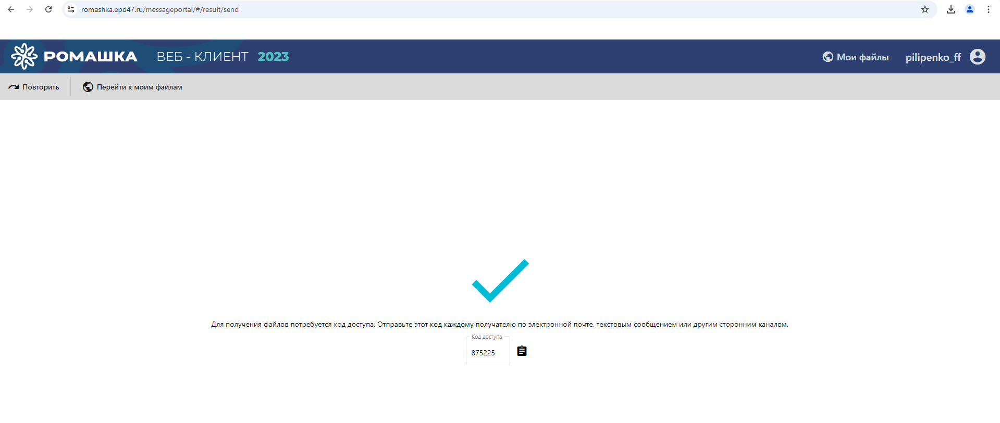 romashka.epd47.ru/messageportal/#/result/send
РОМАШКА ВЕБ - КЛИЕНТ 2023 Мои файлы pilipenko_ff
Повторить Перейти к моим файлам
Для получения файлов потребуется код доступа. Отправьте этот код каждому получателю по электронной почте, текстовым сообщением или другим сторонним каналом.
Код доступа
875225